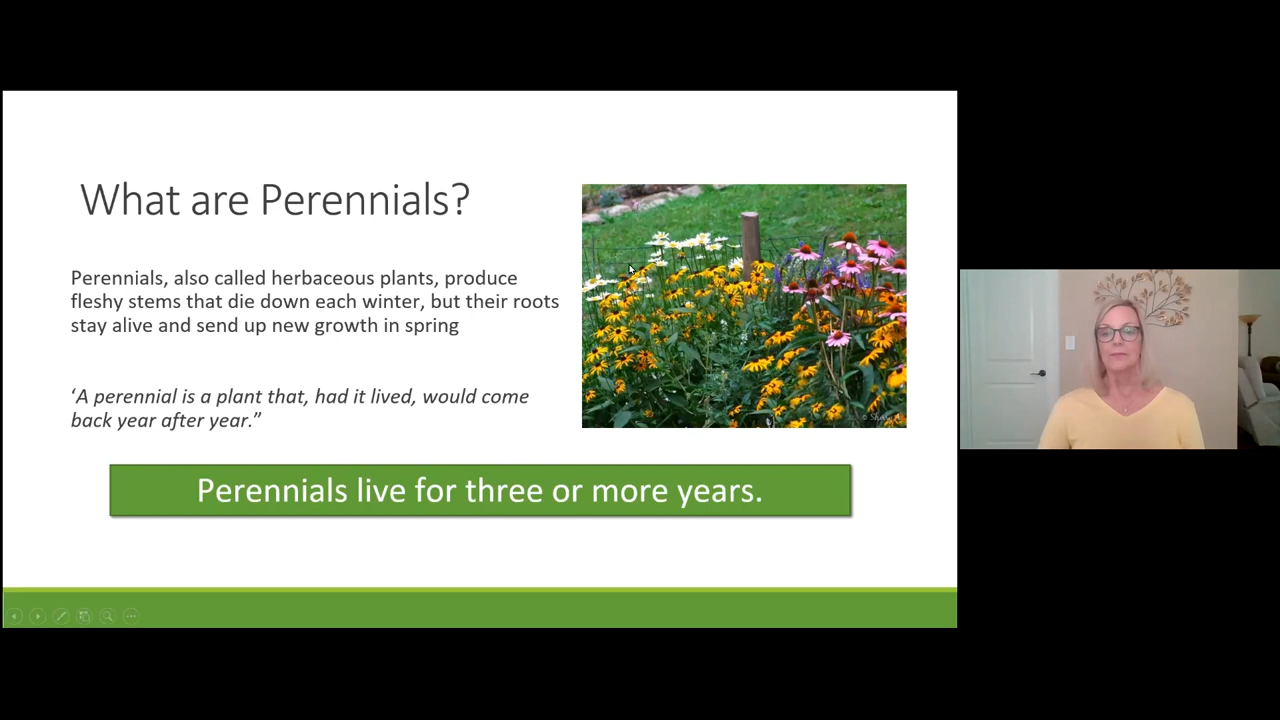 What are Perennials?
Perennials, also called herbaceous plants, produce
fleshy stems that die down each winter, but their roots
stay alive and send up new growth in spring
‘A perennial is a plant that, had it lived, would come
back year after year.”
Perennials live for three or more years.